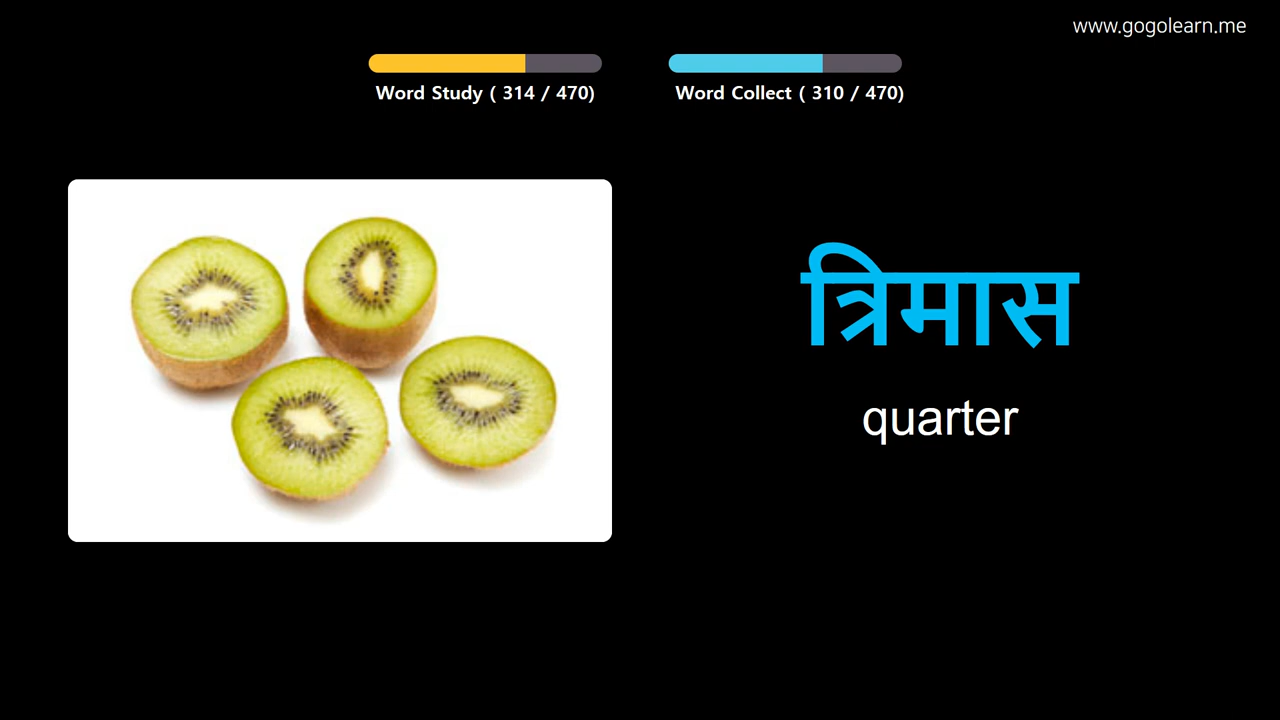 www.gogolearn.me
Word Study ( 314 / 470)
Word Collect ( 310 / 470)
त्रिमास
quarter